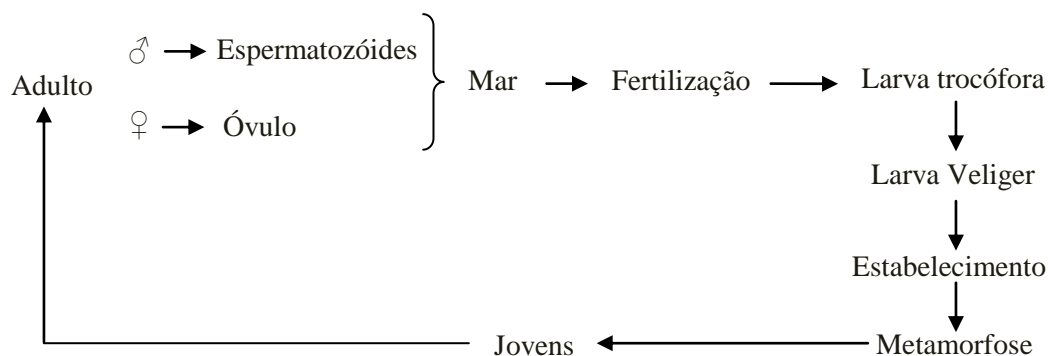 ♂ Espermatozóides
Adulto
Mar
Fertilização
Larva trocófora
♀ Óvulo
Larva Veliger
Estabelecimento
Metamorfose
Jovens